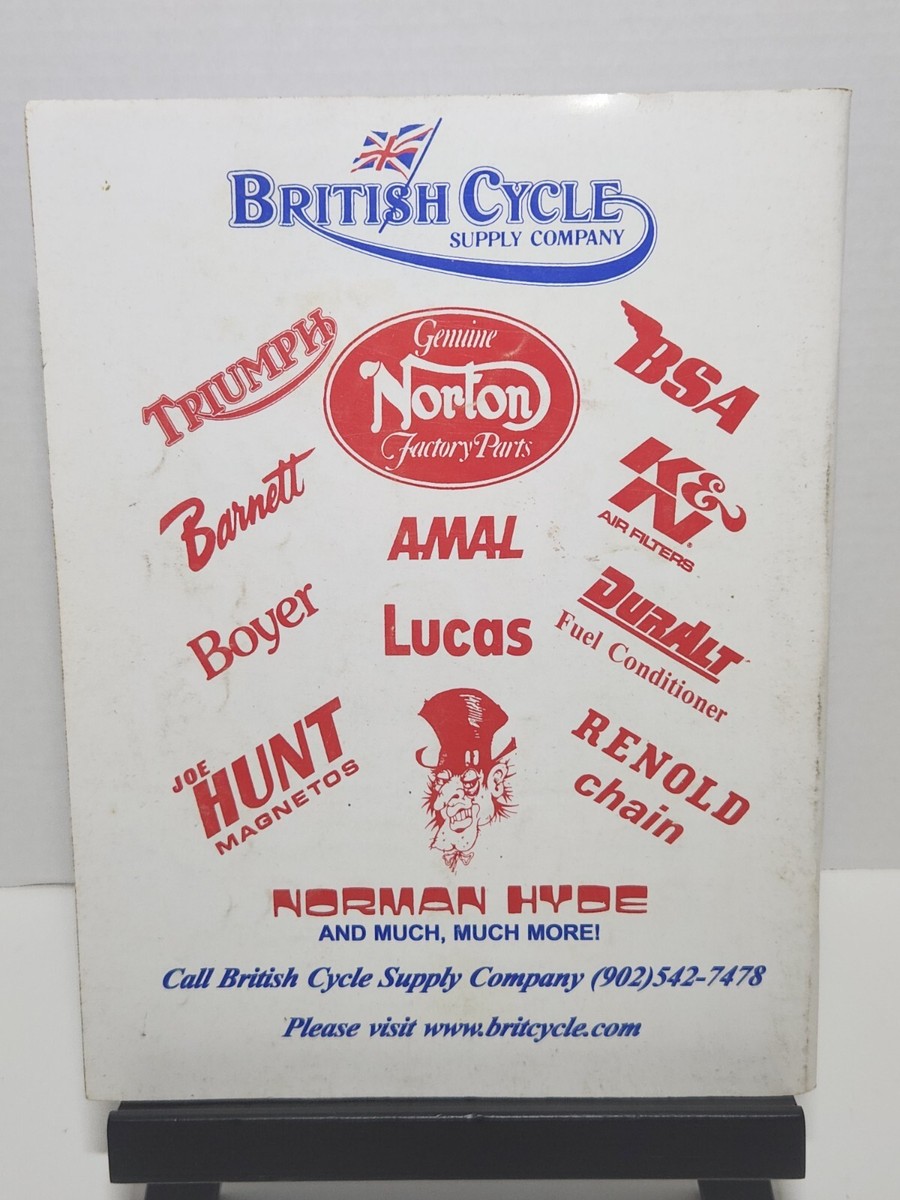 BRITISH CYCLE
SUPPLY COMPANY
TRIUMPH
Genuine
Norton
Factory Parts
BSA
Barnett
AMAL
K&N
AIR FILTERS
Boyer
Lucas
DURALT
Fuel Conditioner
JOE
HUNT
MAGNETOS
RENOLD
chain
NORMAN HYDE
AND MUCH, MUCH MORE!
Call British Cycle Supply Company (902)542-7478
Please visit www.britcycle.com